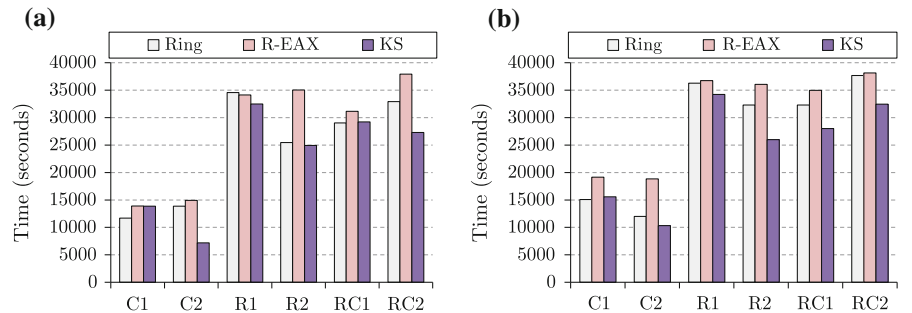 (a)
Ring R-EAX KS
Time (seconds)
40000
35000
30000
25000
20000
15000
10000
5000
0
C1 C2 R1 R2 RC1 RC2
(b)
Ring R-EAX KS
Time (seconds)
40000
35000
30000
25000
20000
15000
10000
5000
0
C1 C2 R1 R2 RC1 RC2